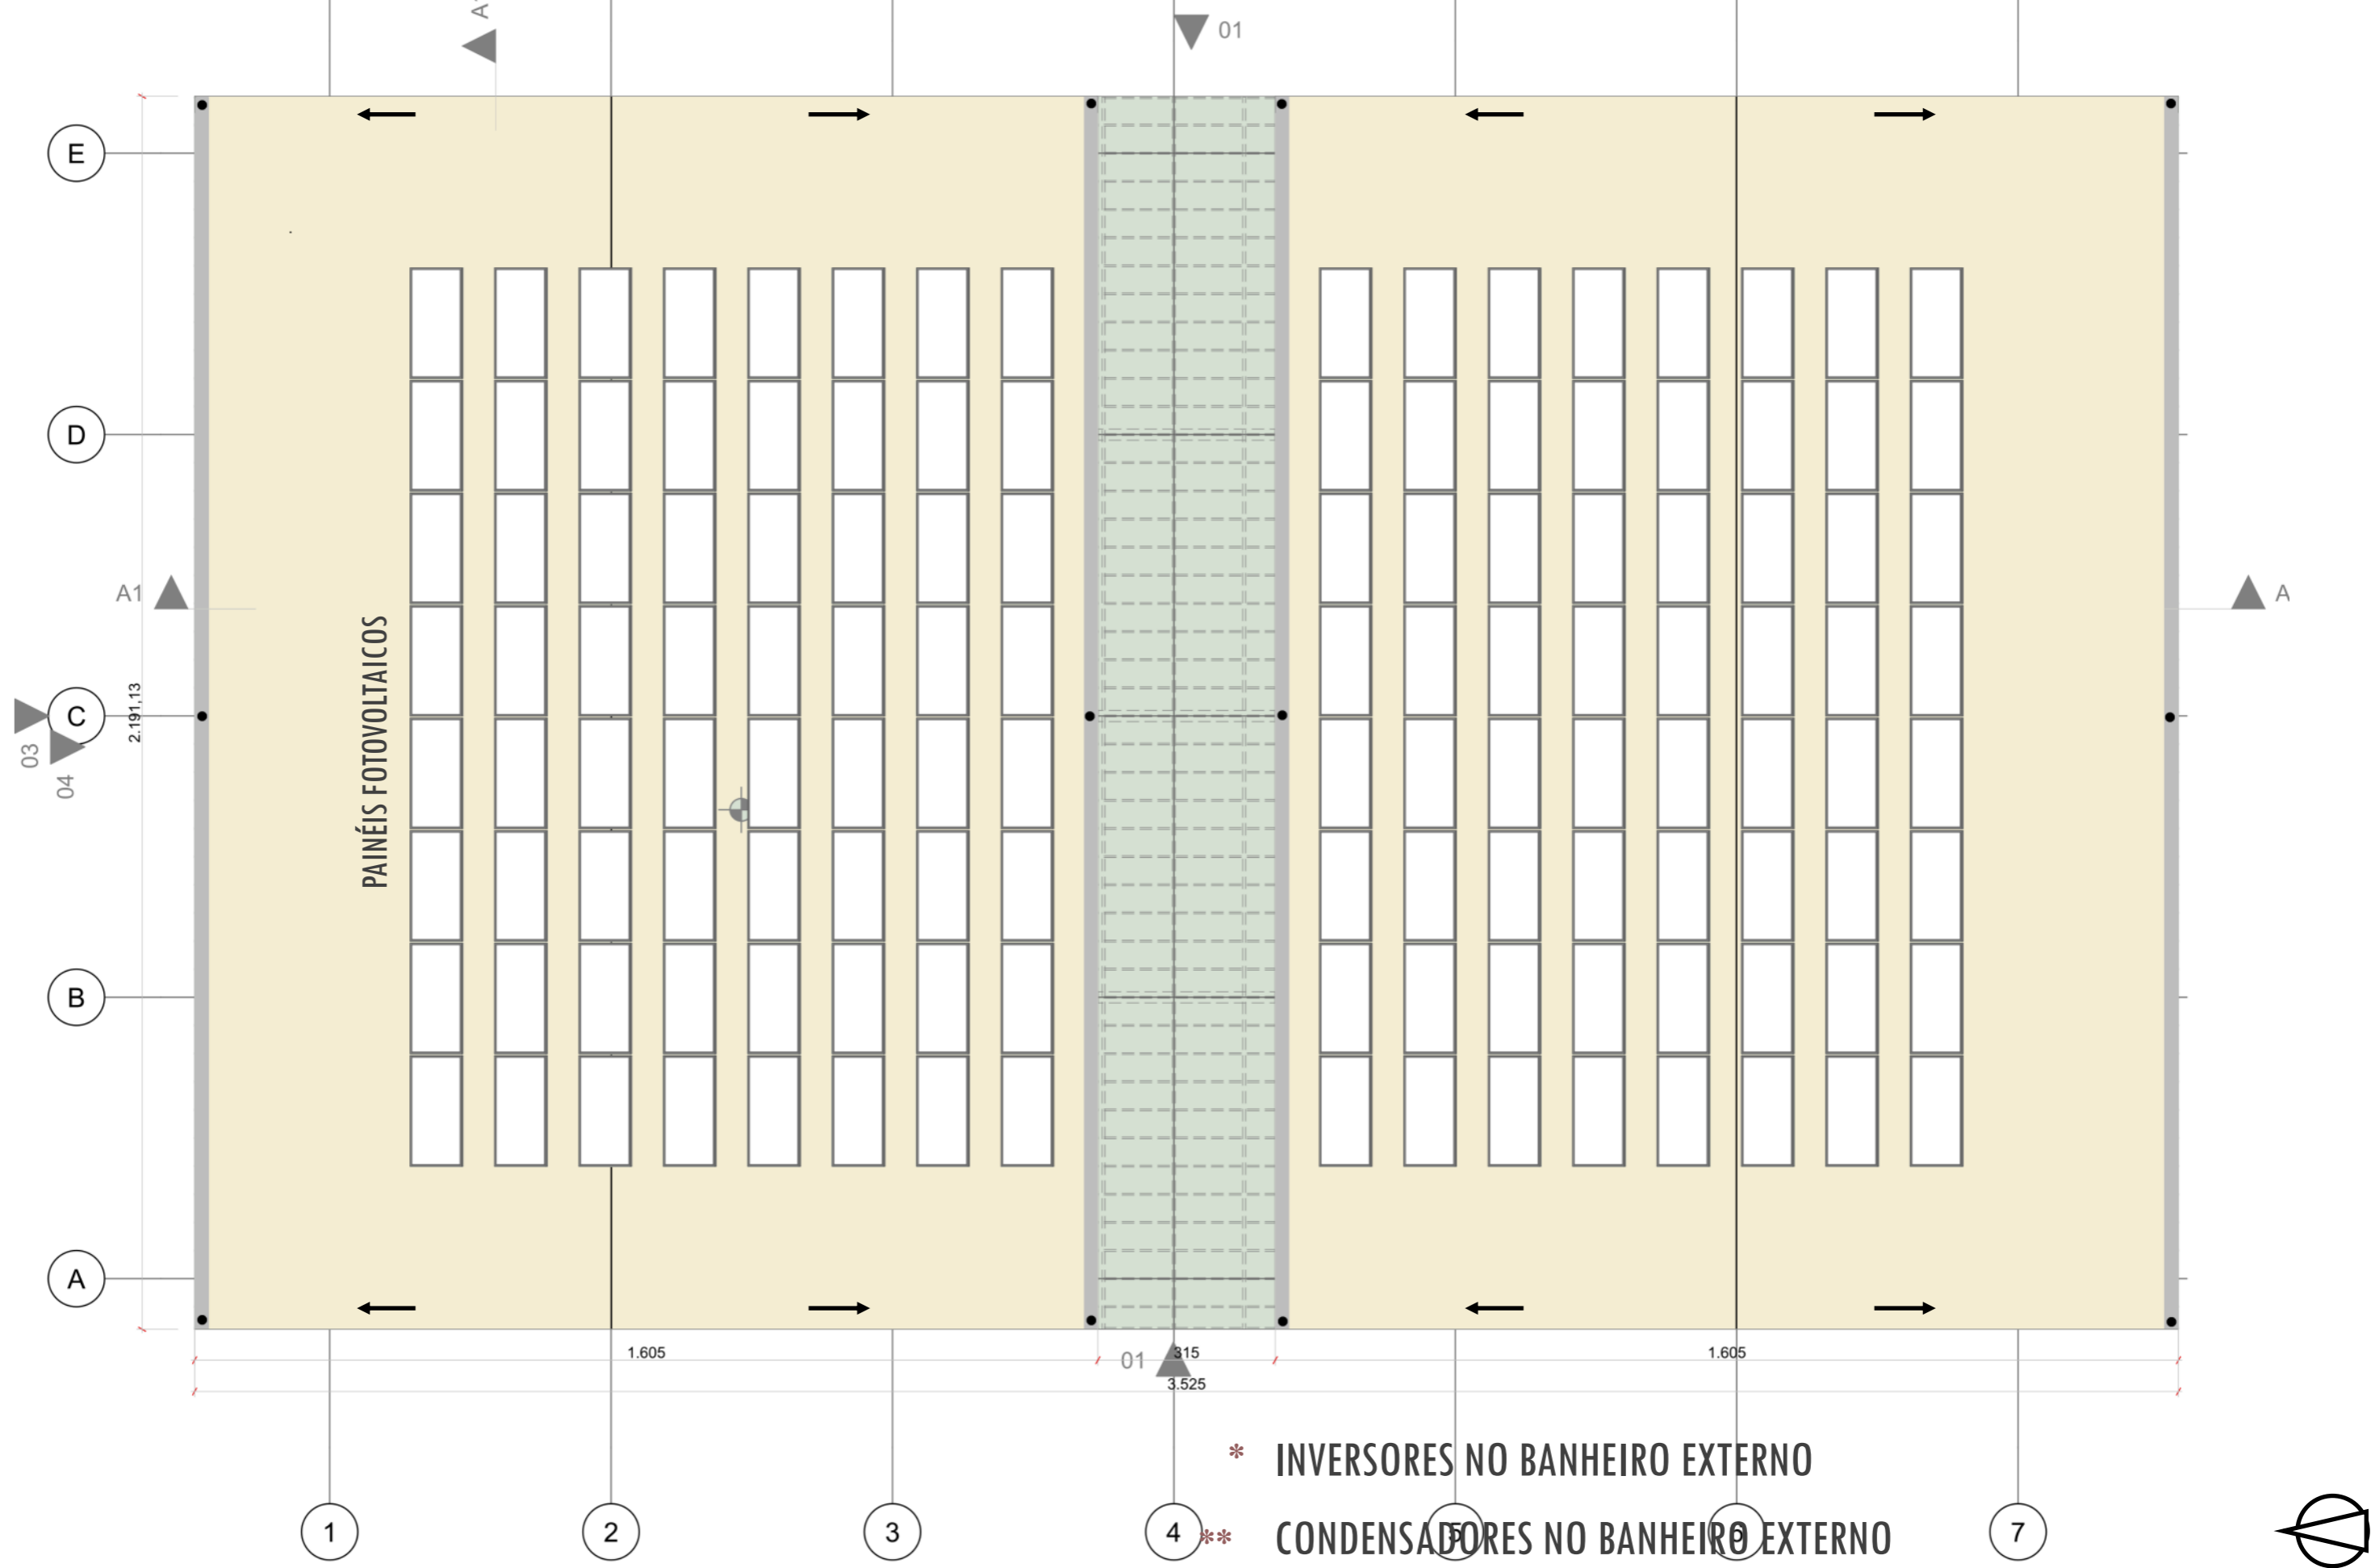 A
01
E
D
A1
A
PAINÉIS FOTOVOLTAICOS
C
2.191,13
03
04
B
A
1.605
01
315
1.605
3.525
* INVERSORES NO BANHEIRO EXTERNO
1
2
3
4
5
6
7
** CONDENSADORES NO BANHEIRO EXTERNO